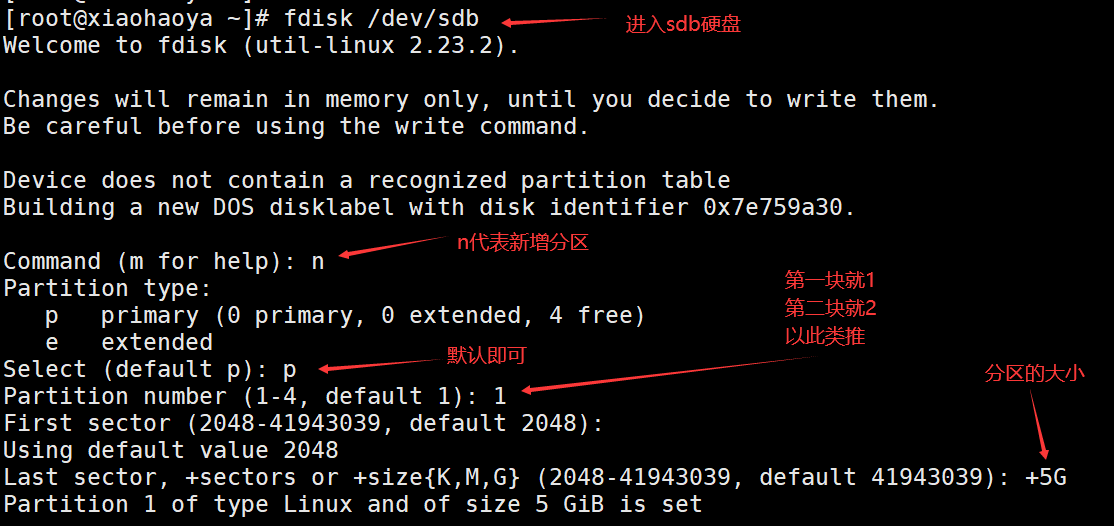 [root@xiaohaoya ~]# fdisk /dev/sdb
进入sdb硬盘
Welcome to fdisk (util-linux 2.23.2).
Changes will remain in memory only, until you decide to write them.
Be careful before using the write command.
Device does not contain a recognized partition table
Building a new DOS disklabel with disk identifier 0x7e759a30.
n代表新增分区
Command (m for help): n
Partition type:
   p   primary (0 primary, 0 extended, 4 free)
   e   extended
第一块就1
第二块就2
以此类推
Select (default p): p
默认即可
Partition number (1-4, default 1): 1
分区的大小
First sector (2048-41943039, default 2048):
Using default value 2048
Last sector, +sectors or +size{K,M,G} (2048-41943039, default 41943039): +5G
Partition 1 of type Linux and of size 5 GiB is set